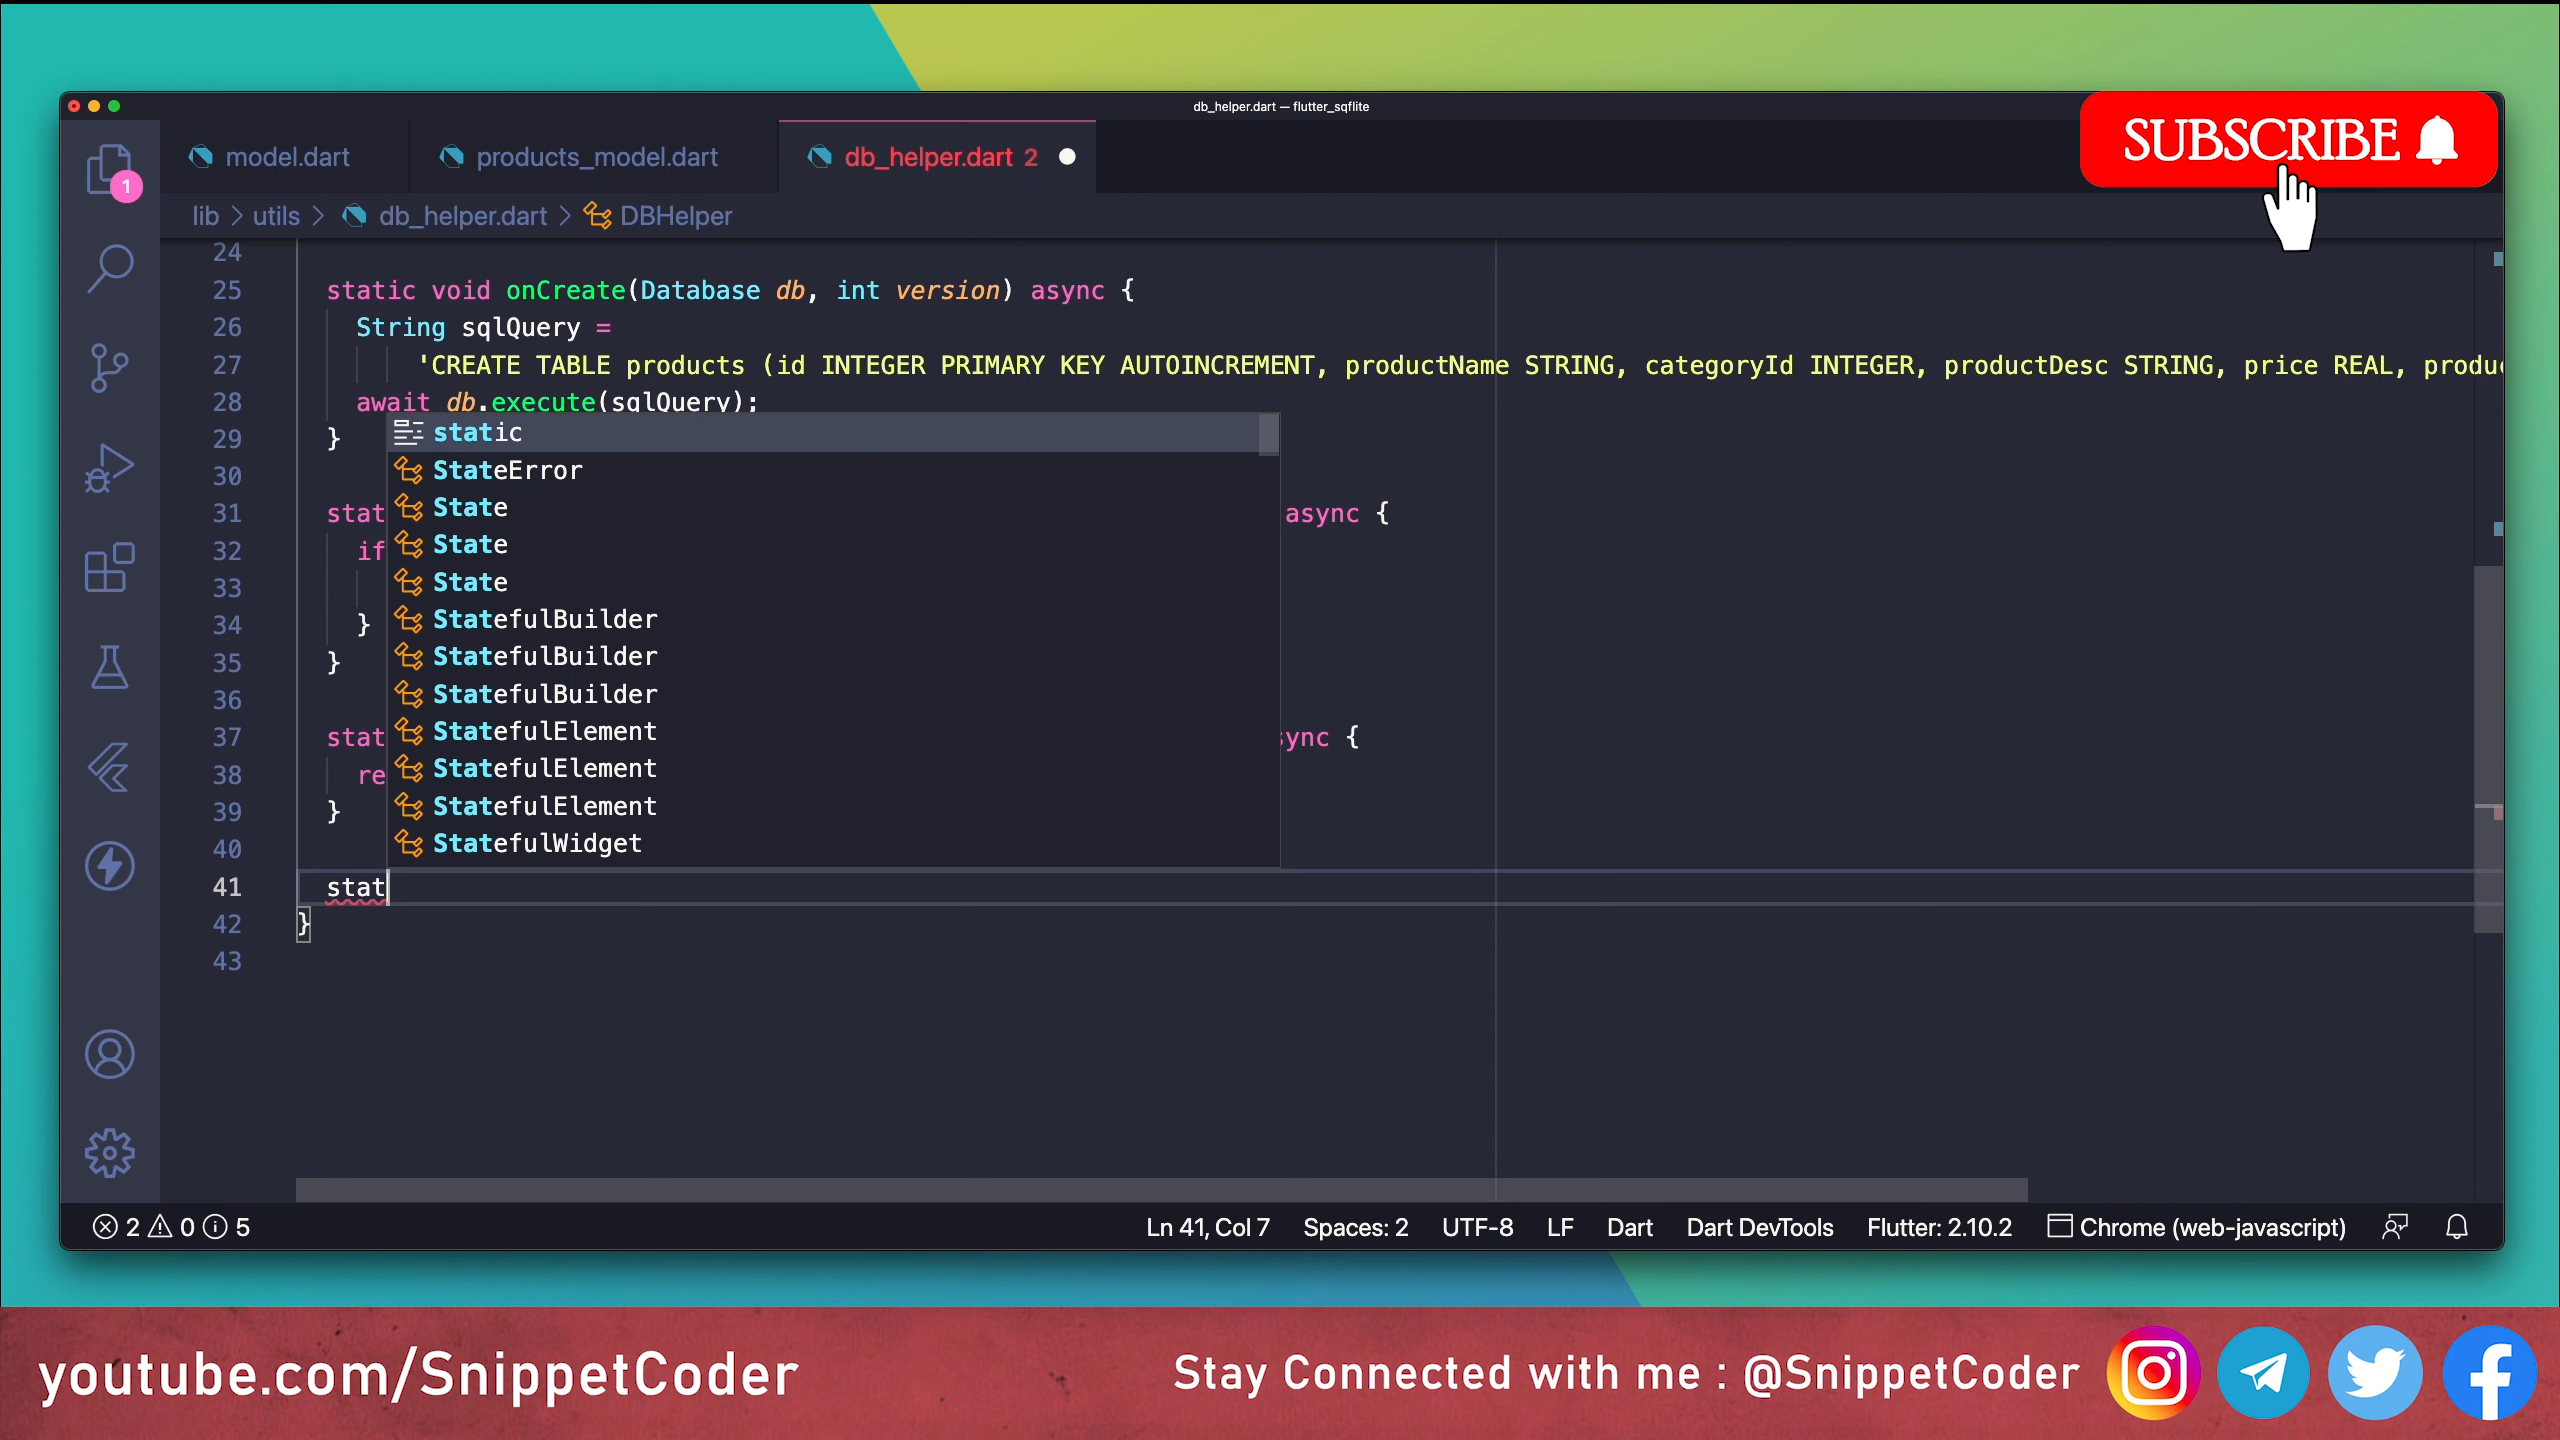 db_helper.dart — flutter_sqflite
SUBSCRIBE
model.dart
products_model.dart
db_helper.dart 2
1
lib > utils > db_helper.dart > DBHelper
24
25 static void onCreate(Database db, int version) async {
26 String sqlQuery =
27 'CREATE TABLE products (id INTEGER PRIMARY KEY AUTOINCREMENT, productName STRING, categoryId INTEGER, productDesc STRING, price REAL, produc
28 await db.execute(sqlQuery);
static
29 }
StateError
30
State
31 stat async {
State
32 if
State
33
StatefulBuilder
34 }
StatefulBuilder
35 }
StatefulBuilder
36
StatefulElement
37 stat sync {
StatefulElement
38 re
StatefulElement
39 }
StatefulWidget
40
41 stat
42 }
43
2 0 5
Ln 41, Col 7 Spaces: 2 UTF-8 LF Dart Dart DevTools Flutter: 2.10.2 Chrome (web-javascript)
youtube.com/SnippetCoder
Stay Connected with me : @SnippetCoder